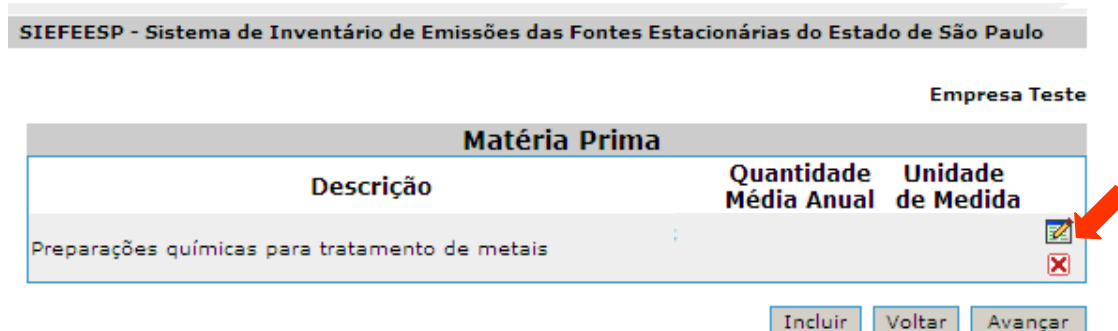 SIEFEESP - Sistema de Inventário de Emissões das Fontes Estacionárias do Estado de São Paulo
Empresa Teste
Matéria Prima
Descrição
Quantidade Média Anual
Unidade de Medida
Preparações químicas para tratamento de metais
Incluir Voltar Avançar